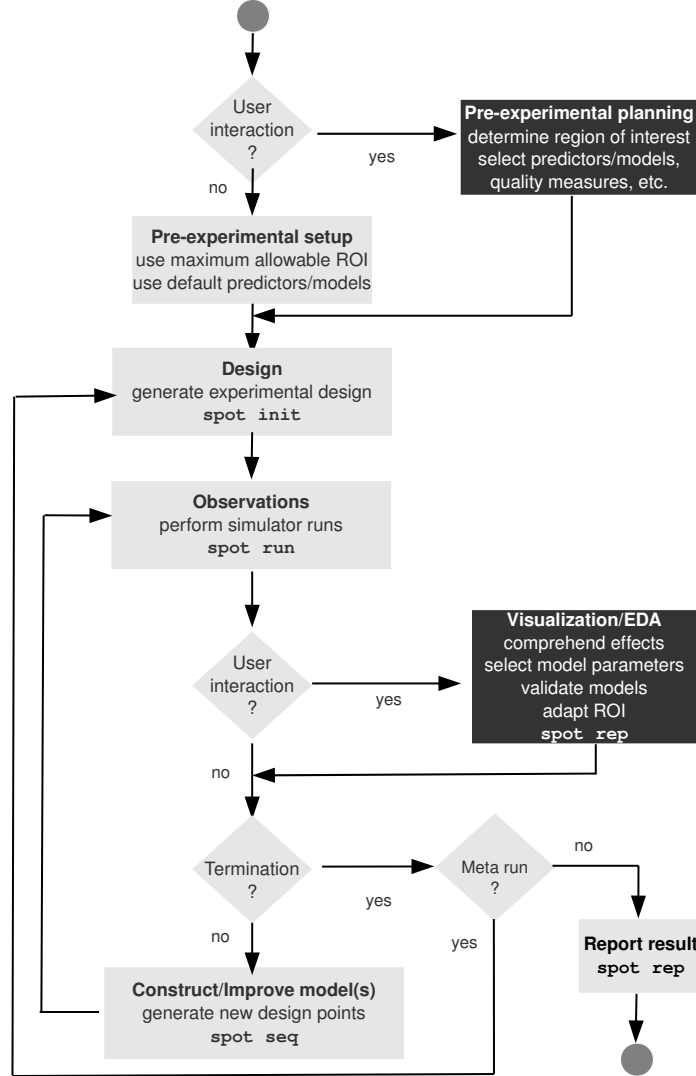 User
interaction
?
yes
no
Pre-experimental planning
determine region of interest
select predictors/models,
quality measures, etc.
Pre-experimental setup
use maximum allowable ROI
use default predictors/models
Design
generate experimental design
spot init
Observations
perform simulator runs
spot run
User
interaction
?
yes
no
Visualization/EDA
comprehend effects
select model parameters
validate models
adapt ROI
spot rep
Termination
?
yes
no
Meta run
?
no
yes
Report result
spot rep
Construct/Improve model(s)
generate new design points
spot seq